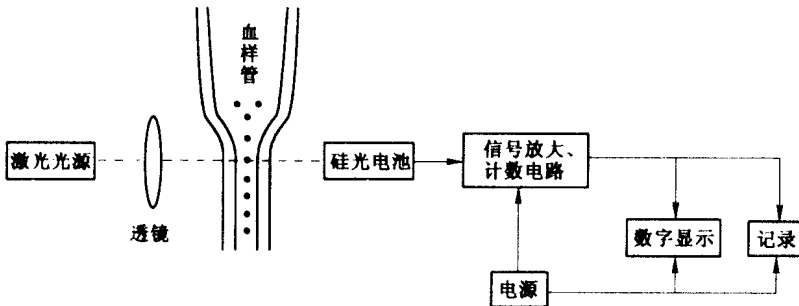 血样管
激光光源
透镜
硅光电池
信号放大、
计数电路
数字显示
记录
电源